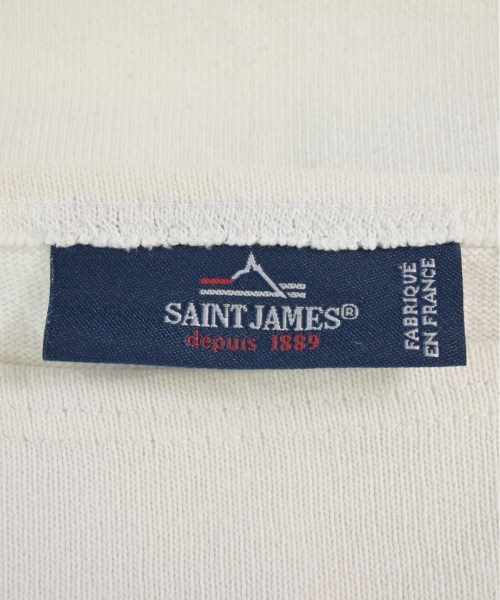 SAINT JAMES®
depuis 1889
FABRIQUÉ
EN FRANCE